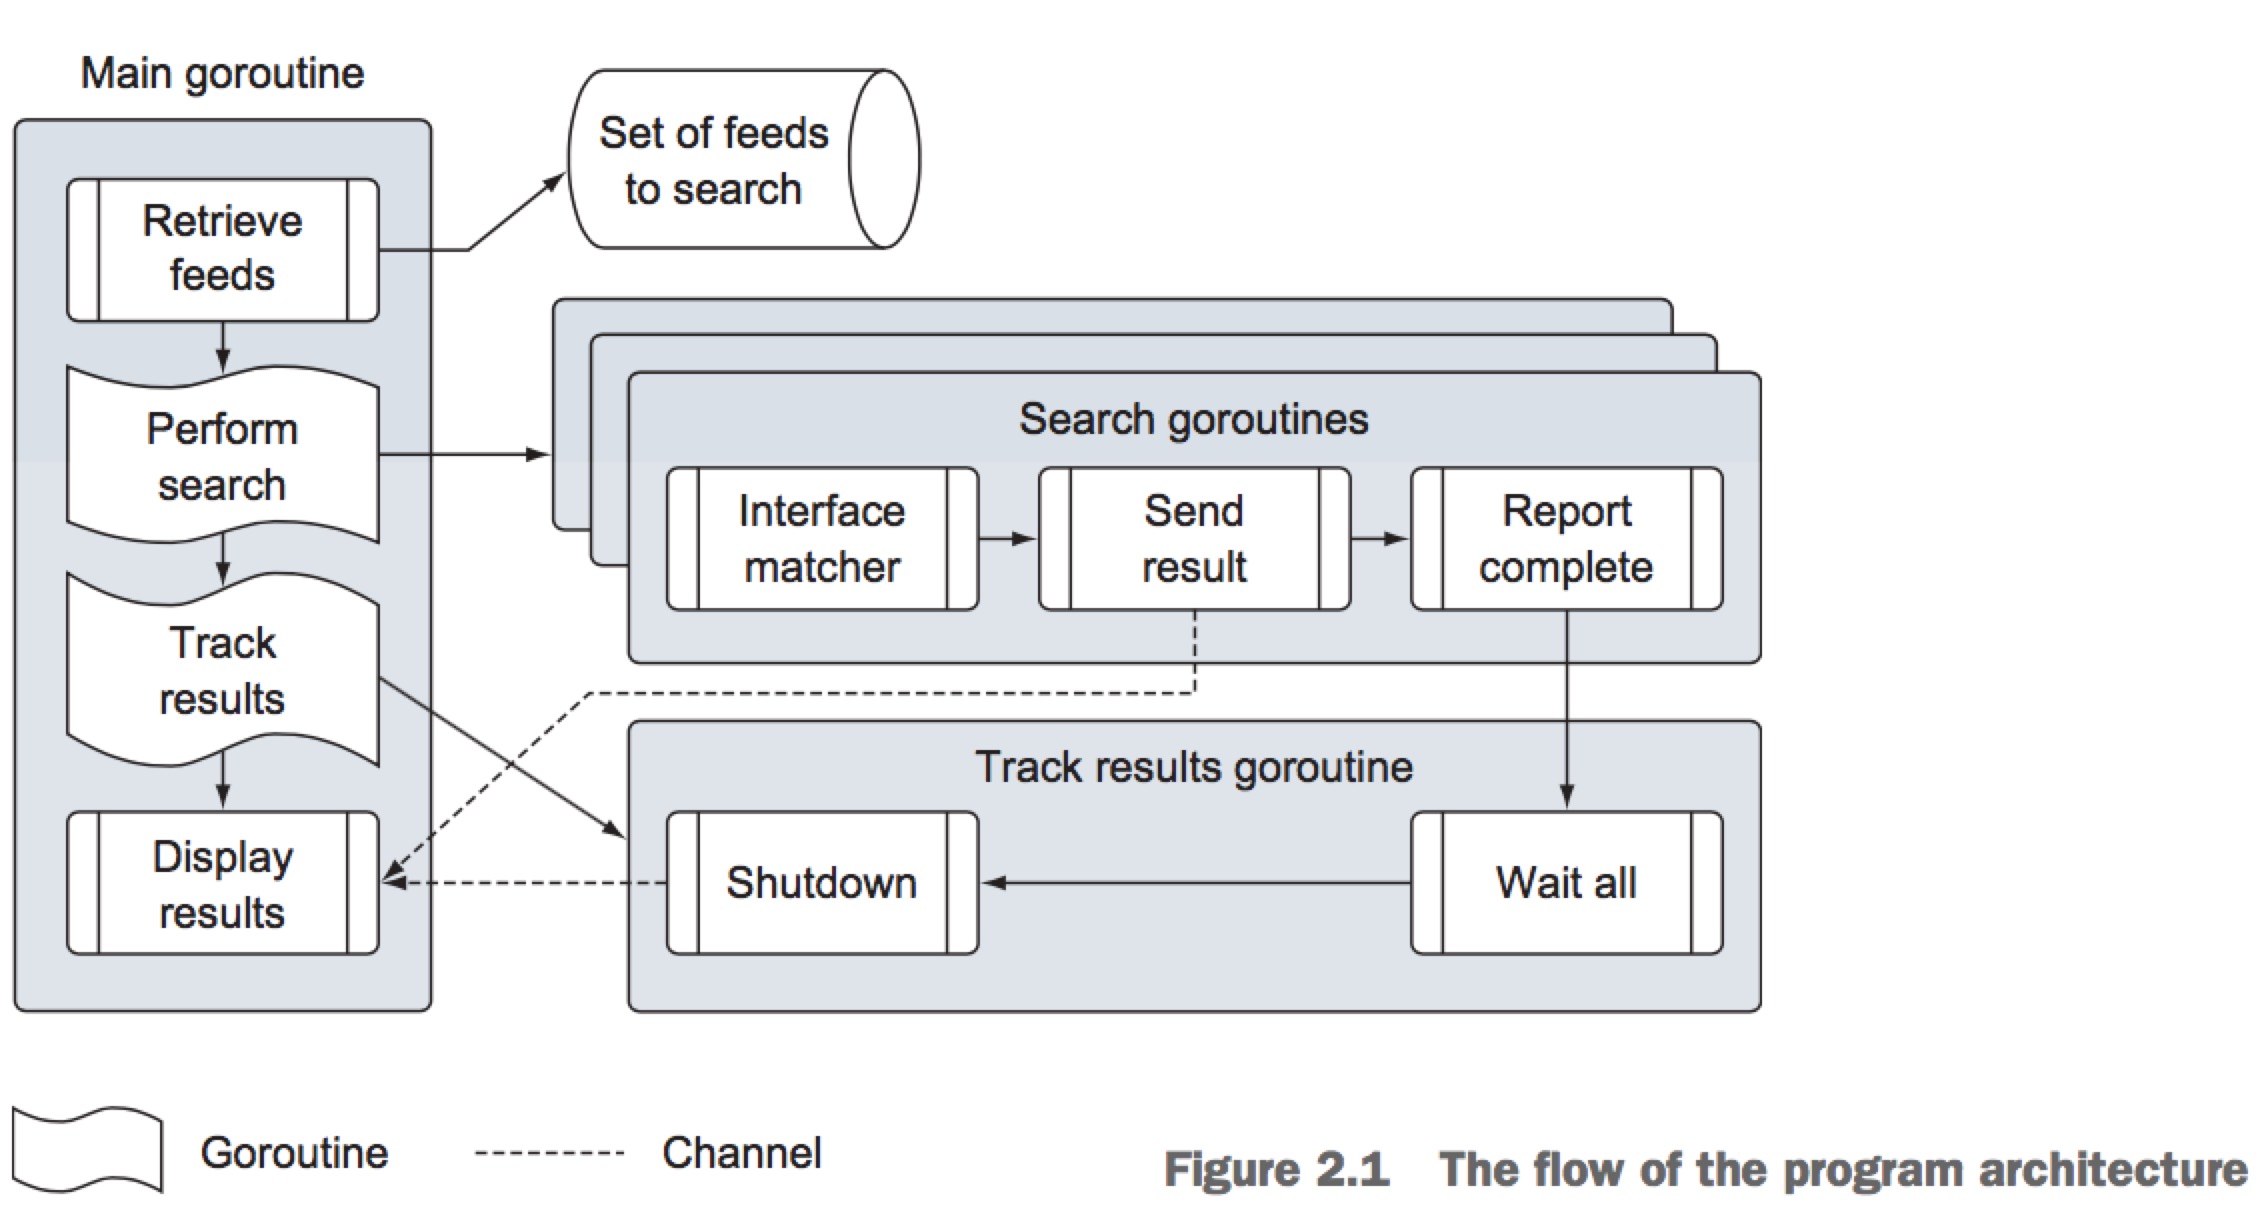 Main goroutine
Set of feeds
to search
Retrieve
feeds
Perform
search
Search goroutines
Interface
matcher
Send
result
Report
complete
Track
results
Track results goroutine
Display
results
Shutdown
Wait all
Goroutine
Channel
Figure 2.1 The flow of the program architecture